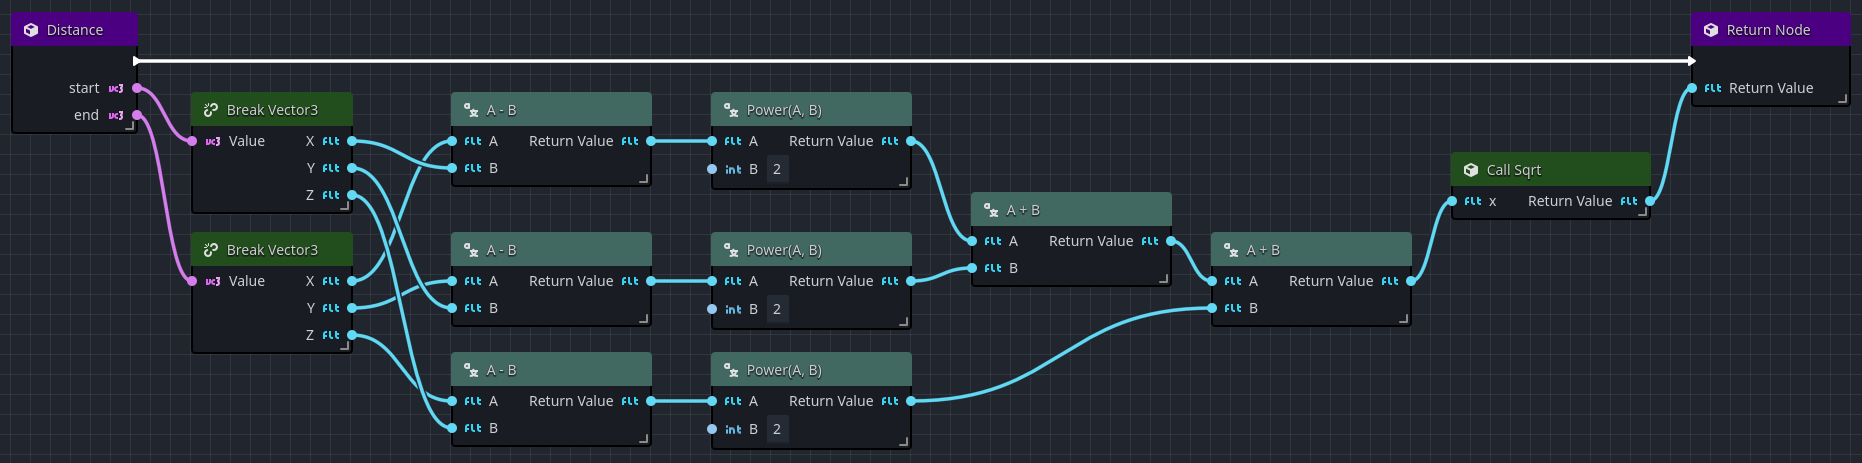 Distance
start vc3
end vc3
Break Vector3
vc3 Value X flt
Y flt
Z flt
Break Vector3
vc3 Value X flt
Y flt
Z flt
A - B
flt A Return Value flt
flt B
A - B
flt A Return Value flt
flt B
A - B
flt A Return Value flt
flt B
Power(A, B)
flt A Return Value flt
int B 2
Power(A, B)
flt A Return Value flt
int B 2
Power(A, B)
flt A Return Value flt
int B 2
A + B
flt A Return Value flt
flt B
A + B
flt A Return Value flt
flt B
Call Sqrt
flt x Return Value flt
Return Node
flt Return Value